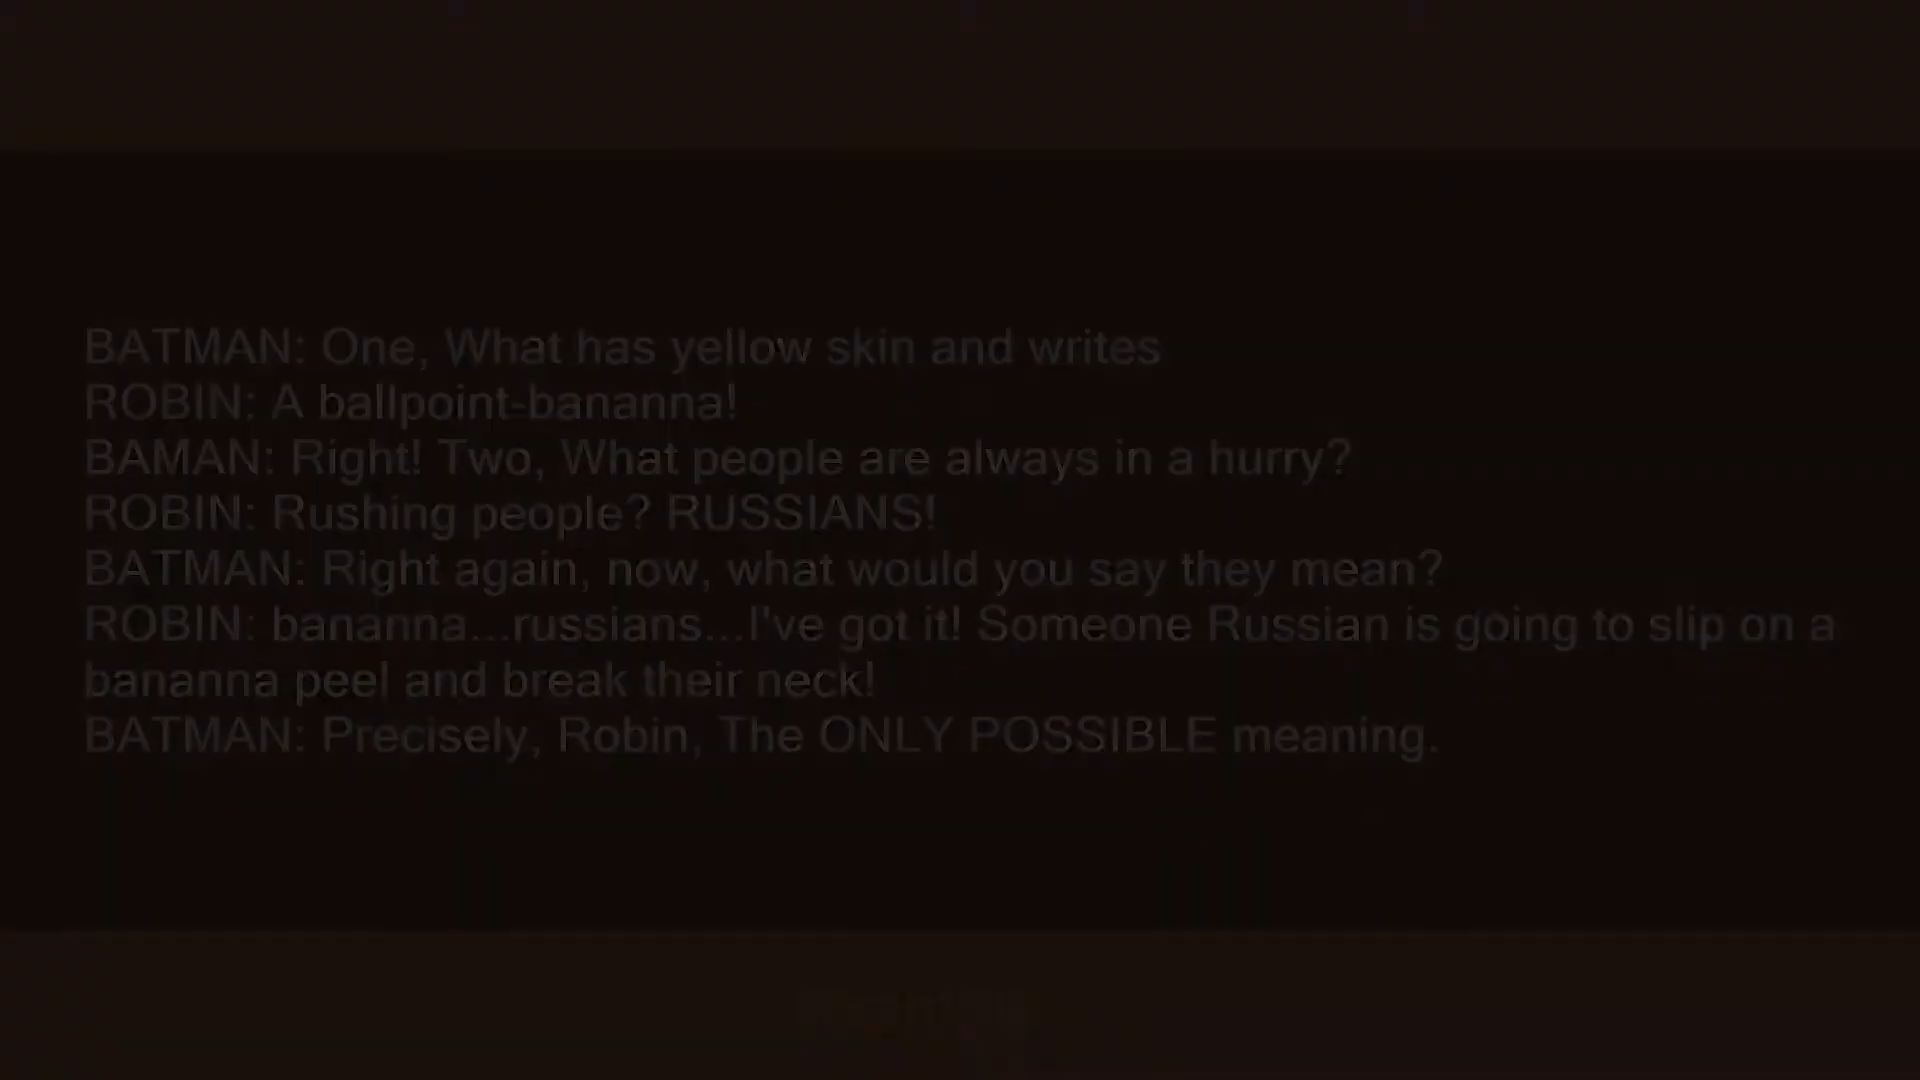 BATMAN: One, What has yellow skin and writes
ROBIN: A ballpoint-bananna!
BAMAN: Right! Two, What people are always in a hurry?
ROBIN: Rushing people? RUSSIANS!
BATMAN: Right again, now, what would you say they mean?
ROBIN: bananna...russians...I've got it! Someone Russian is going to slip on a
bananna peel and break their neck!
BATMAN: Precisely, Robin, The ONLY POSSIBLE meaning.